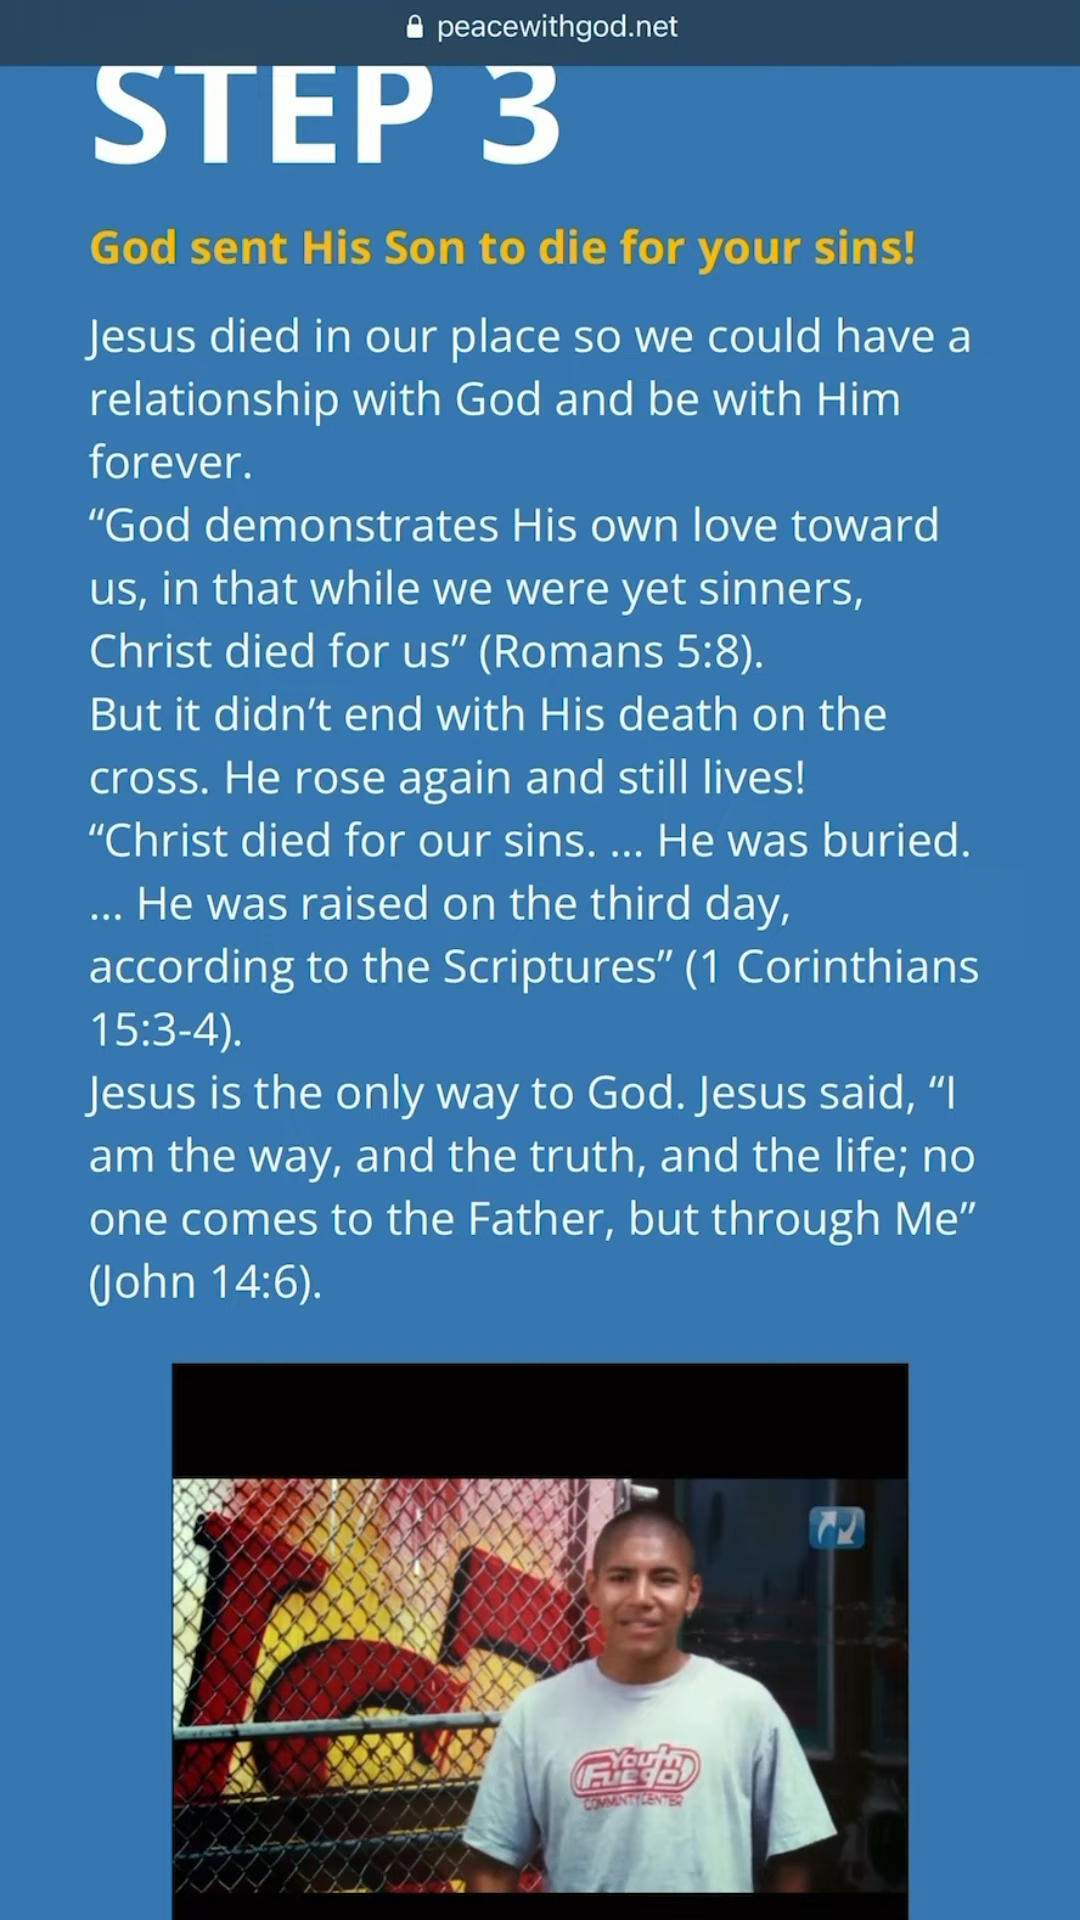 peacewithgod.net
STEP 3
God sent His Son to die for your sins!
Jesus died in our place so we could have a
relationship with God and be with Him
forever.
“God demonstrates His own love toward
us, in that while we were yet sinners,
Christ died for us” (Romans 5:8).
But it didn’t end with His death on the
cross. He rose again and still lives!
“Christ died for our sins. ... He was buried.
... He was raised on the third day,
according to the Scriptures” (1 Corinthians
15:3-4).
Jesus is the only way to God. Jesus said, “I
am the way, and the truth, and the life; no
one comes to the Father, but through Me”
(John 14:6).
Youth
Fuego
COMMUNITY CENTER